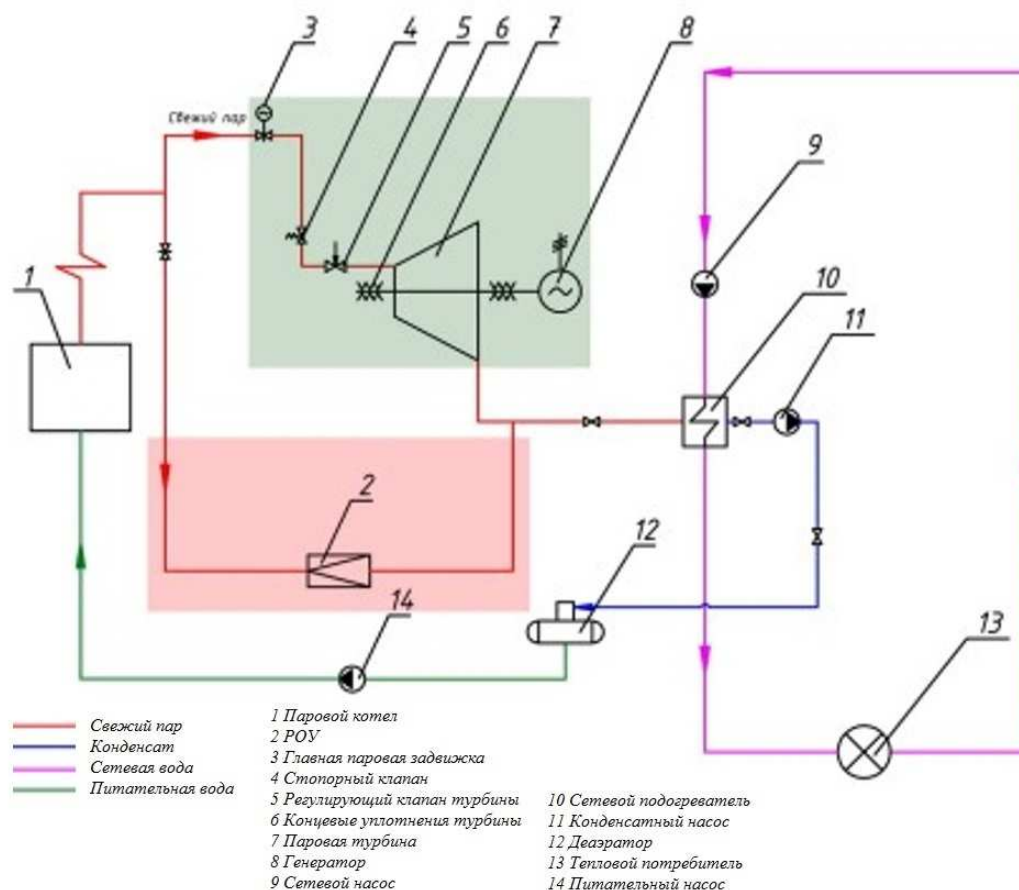 3
4
5
6
7
8
Свежий пар
9
1
10
11
2
12
14
13
Свежий пар
Конденсат
Сетевая вода
Питательная вода
1 Паровой котел
2 РОУ
3 Главная паровая задвижка
4 Стопорный клапан
5 Регулирующий клапан турбины
6 Концевые уплотнения турбины
7 Паровая турбина
8 Генератор
9 Сетевой насос
10 Сетевой подогреватель
11 Конденсатный насос
12 Деаэратор
13 Тепловой потребитель
14 Питательный насос